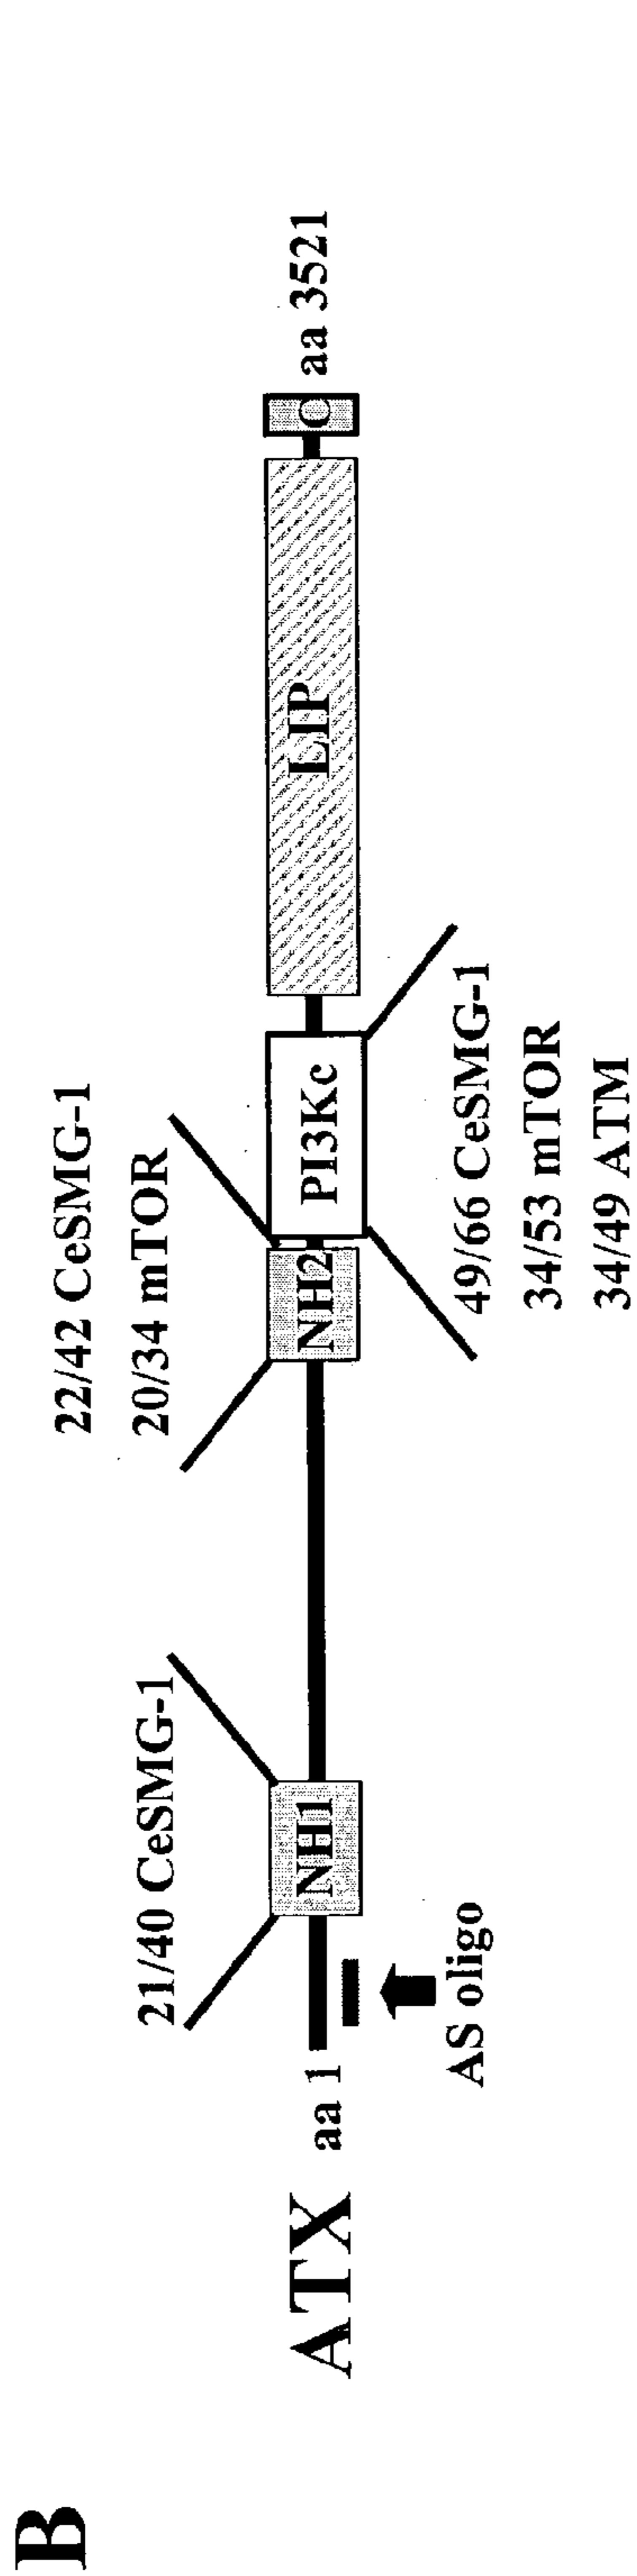 B
22/42 CeSMG-1
20/34 mTOR
21/40 CeSMG-1
ATX aa 1
NH1
NH2
PI3Kc
LIP
C
aa 3521
AS oligo
49/66 CeSMG-1
34/53 mTOR
34/49 ATM